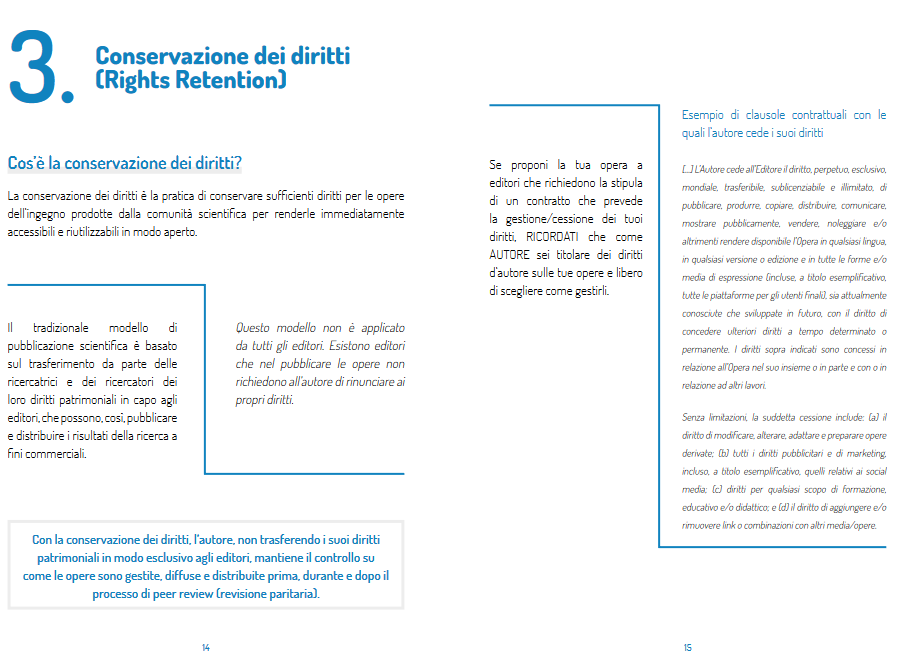 3.
Conservazione dei diritti
(Rights Retention)
Cos'è la conservazione dei diritti?
La conservazione dei diritti è la pratica di conservare sufficienti diritti per le opere
dell'ingegno prodotte dalla comunità scientifica per renderle immediatamente
accessibili e riutilizzabili in modo aperto.
Il tradizionale modello di
pubblicazione scientifica è basato
sul trasferimento da parte delle
ricercatrici e dei ricercatori dei
loro diritti patrimoniali in capo agli
editori, che possono, così, pubblicare
e distribuire i risultati della ricerca a
fini commerciali.
Questo modello non è applicato
da tutti gli editori. Esistono editori
che nel pubblicare le opere non
richiedono all'autore di rinunciare ai
propri diritti.
Con la conservazione dei diritti, l'autore, non trasferendo i suoi diritti
patrimoniali in modo esclusivo agli editori, mantiene il controllo su
come le opere sono gestite, diffuse e distribuite prima, durante e dopo il
processo di peer review (revisione paritaria).
14
Se proponi la tua opera a
editori che richiedono la stipula
di un contratto che prevede
la gestione/cessione dei tuoi
diritti, RICORDATI che come
AUTORE sei titolare dei diritti
d'autore sulle tue opere e libero
di scegliere come gestirli.
Esempio di clausole contrattuali con le
quali l'autore cede i suoi diritti
[...] L'Autore cede all'Editore il diritto, perpetuo, esclusivo,
mondiale, trasferibile, sublicenziabile e illimitato, di
pubblicare, produrre, copiare, distribuire, comunicare,
mostrare pubblicamente, vendere, noleggiare e/o
altrimenti rendere disponibile l'Opera in qualsiasi lingua,
in qualsiasi versione o edizione e in tutte le forme e/o
media di espressione (incluse, a titolo esemplificativo,
tutte le piattaforme per gli utenti finali), sia attualmente
conosciute che sviluppate in futuro, con il diritto di
concedere ulteriori diritti a tempo determinato o
permanente. I diritti sopra indicati sono concessi in
relazione all'Opera nel suo insieme o in parte e con o in
relazione ad altri lavori.
Senza limitazioni, la suddetta cessione include: (a) il
diritto di modificare, alterare, adattare e preparare opere
derivate; (b) tutti i diritti pubblicitari e di marketing,
incluso, a titolo esemplificativo, quelli relativi ai social
media; (c) diritti per qualsiasi scopo di formazione,
educativo e/o didattico; e (d) il diritto di aggiungere e/o
rimuovere link o combinazioni con altri media/opere.
15